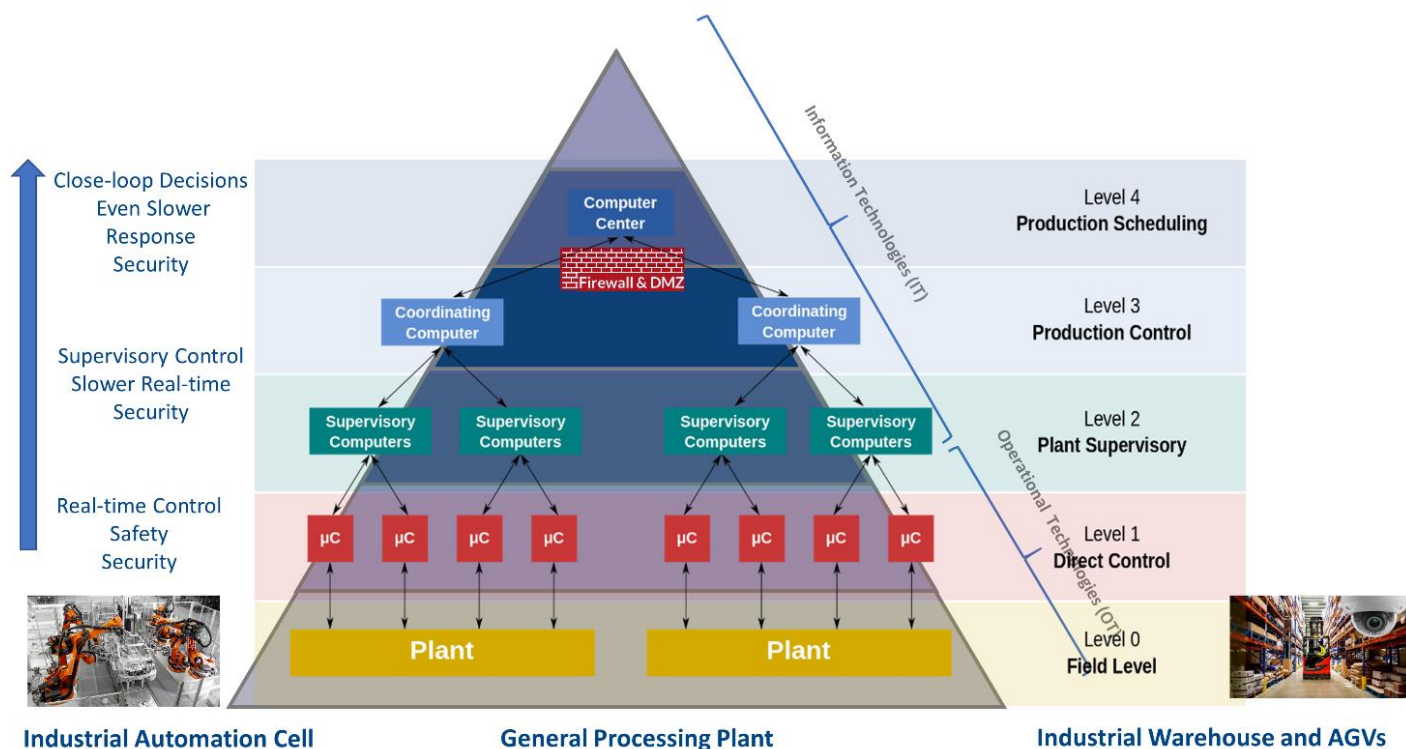 Information Technologies (IT)
Close-loop Decisions
Even Slower
Response
Security
Computer
Center
Level 4
Production Scheduling
Firewall & DMZ
Coordinating
Computer
Coordinating
Computer
Level 3
Production Control
Supervisory Control
Slower Real-time
Security
Supervisory
Computers
Supervisory
Computers
Supervisory
Computers
Supervisory
Computers
Level 2
Plant Supervisory
Operational Technologies (OT)
Real-time Control
Safety
Security
µC
µC
µC
µC
µC
µC
µC
µC
Level 1
Direct Control
Plant
Plant
Level 0
Field Level
Industrial Automation Cell
General Processing Plant
Industrial Warehouse and AGVs